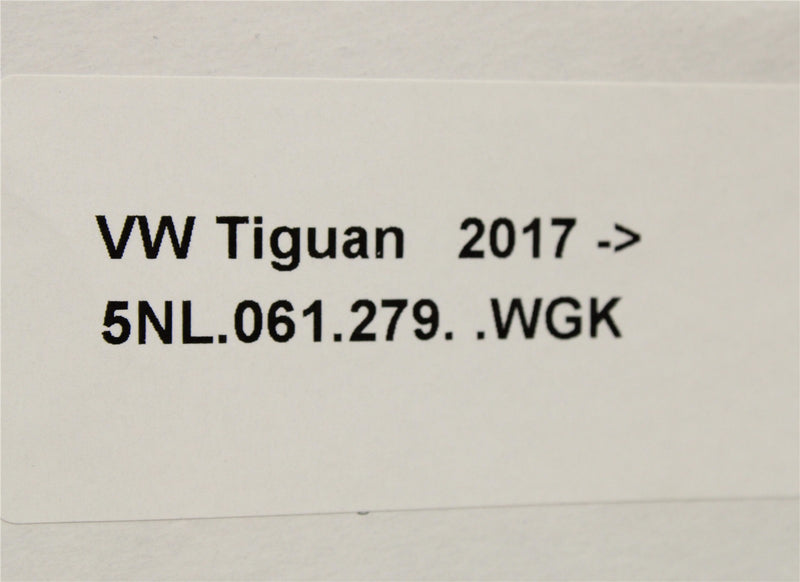 VW Tiguan 2017 ->
5NL.061.279. .WGK